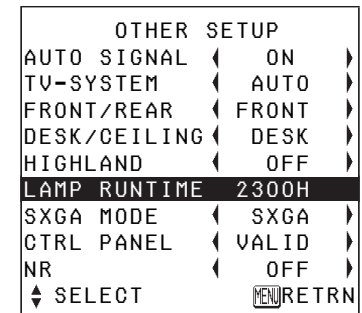 OTHER SETUP
AUTO SIGNAL ON
TV-SYSTEM AUTO
FRONT/REAR FRONT
DESK/CEILING DESK
HIGHLAND OFF
LAMP RUNTIME 2300H
SXGA MODE SXGA
CTRL PANEL VALID
NR OFF
SELECT MENU RETRN